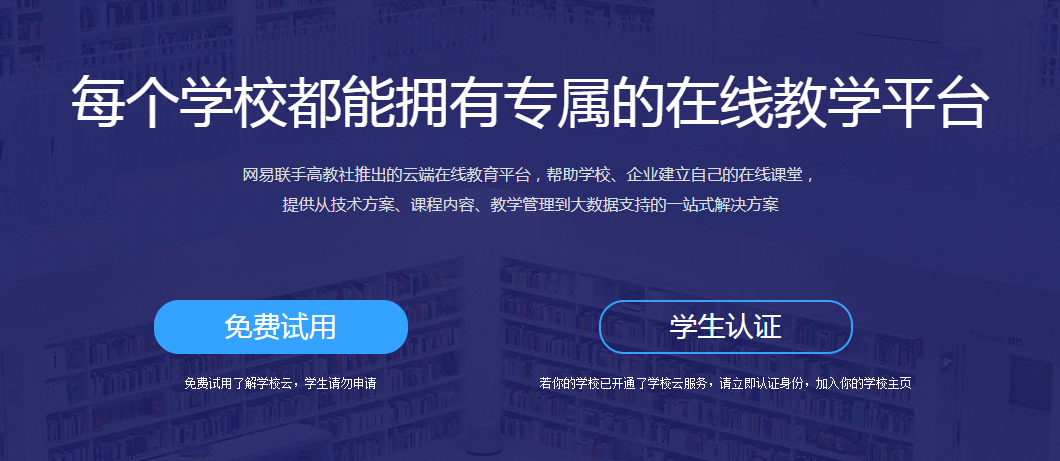 每个学校都能拥有专属的在线教学平台
网易联手高教社推出的云端在线教育平台，帮助学校、企业建立自己的在线课堂，
提供从技术方案、课程内容、教学管理到大数据支持的一站式解决方案
免费试用
学生认证
免费试用了解学校云，学生请勿申请
若你的学校已开通了学校云服务，请立即认证身份，加入你的学校主页